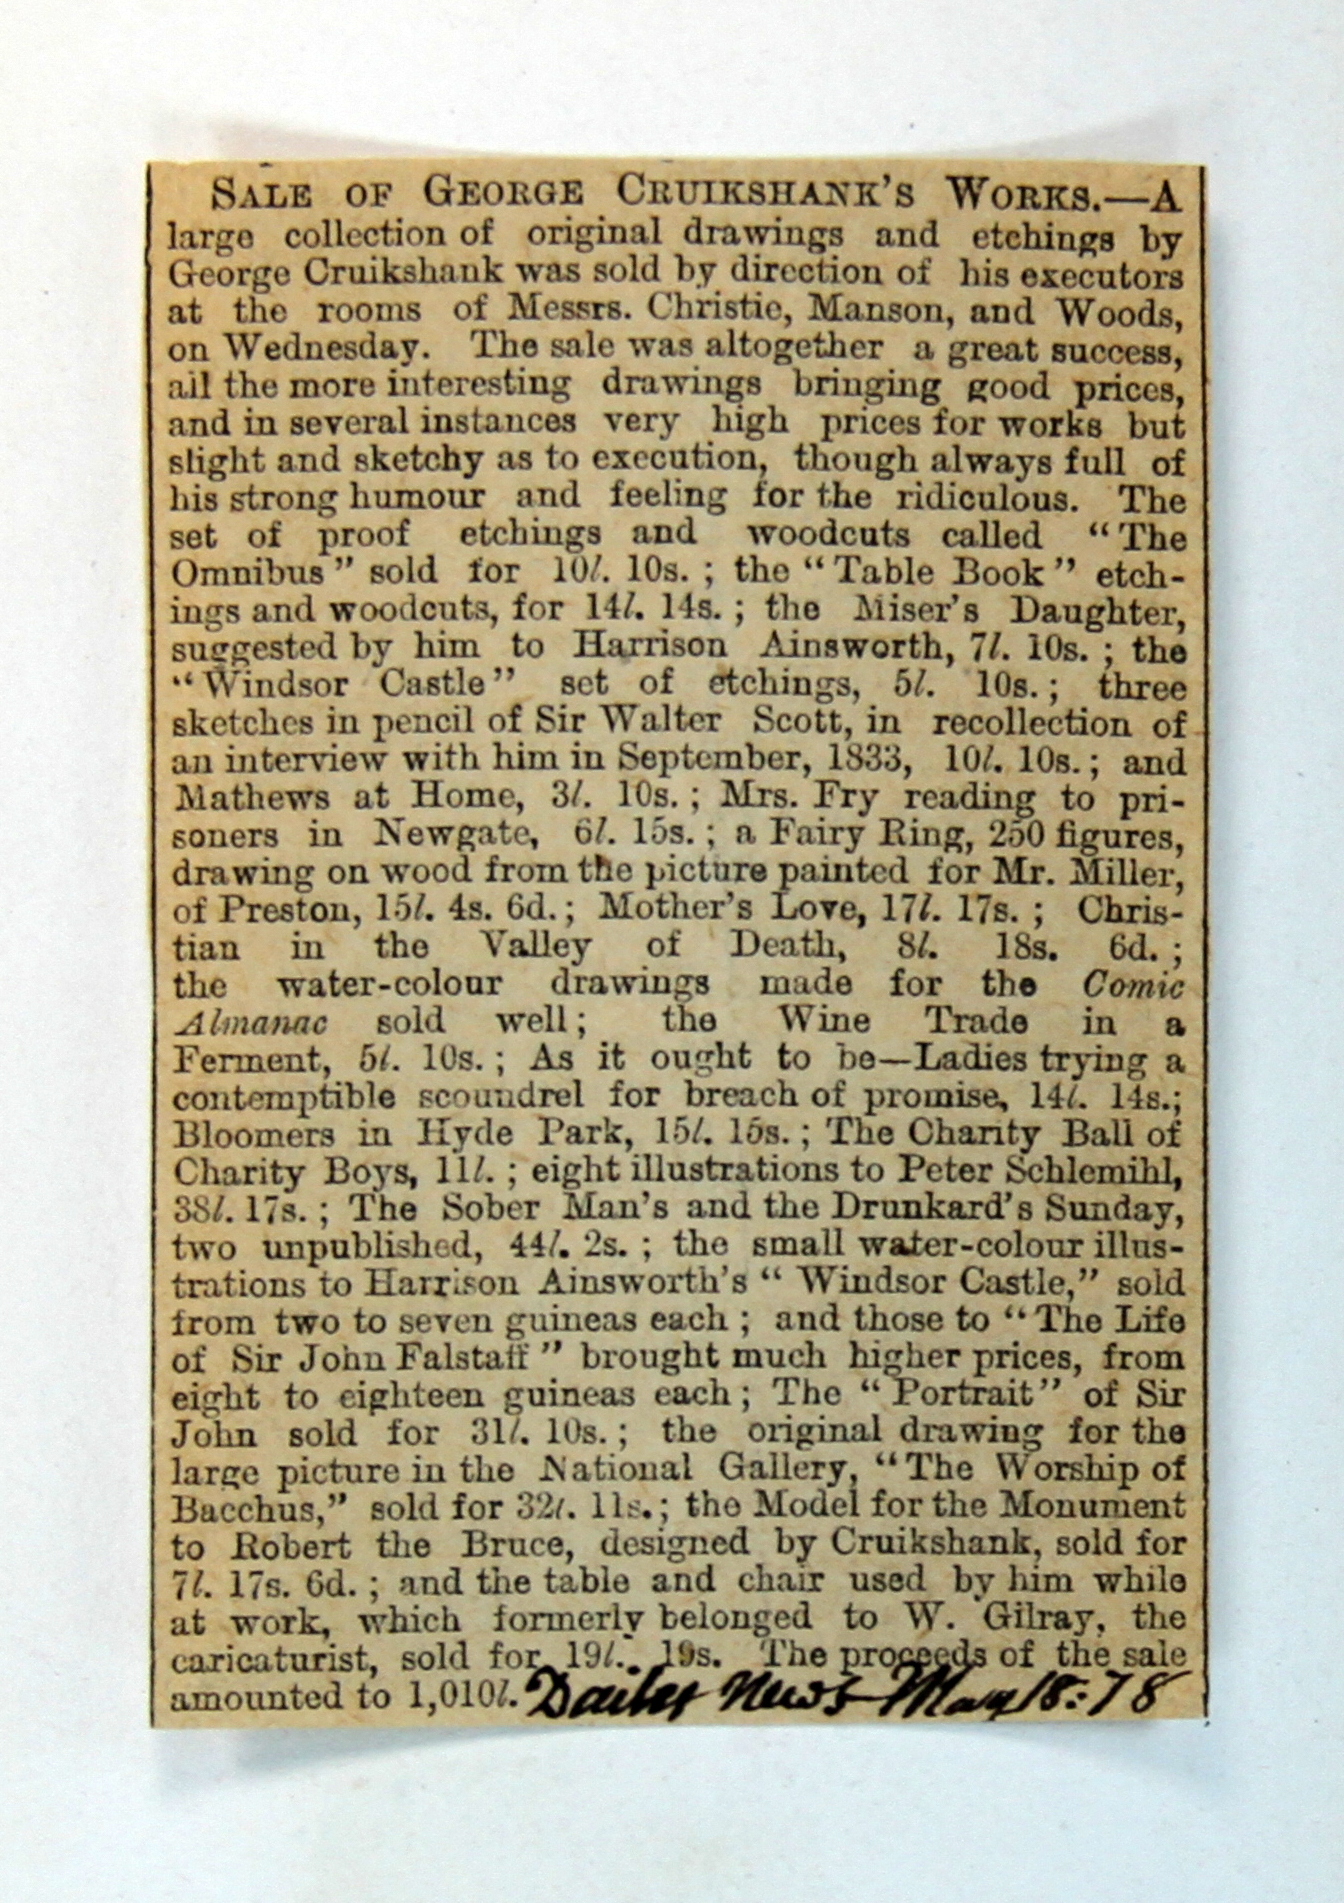 SALE OF GEORGE CRUIKSHANK'S WORKS.—A
large collection of original drawings and etchings by
George Cruikshank was sold by direction of his executors
at the rooms of Messrs. Christie, Manson, and Woods,
on Wednesday. The sale was altogether a great success,
all the more interesting drawings bringing good prices,
and in several instances very high prices for works but
slight and sketchy as to execution, though always full of
his strong humour and feeling for the ridiculous. The
set of proof etchings and woodcuts called "The
Omnibus" sold for 10l. 10s.; the "Table Book" etch-
ings and woodcuts, for 14l. 14s.; the Miser's Daughter,
suggested by him to Harrison Ainsworth, 7l. 10s.; the
"Windsor Castle" set of etchings, 5l. 10s.; three
sketches in pencil of Sir Walter Scott, in recollection of
an interview with him in September, 1833, 10l. 10s.; and
Mathews at Home, 3l. 10s.; Mrs. Fry reading to pri-
soners in Newgate, 6l. 15s.; a Fairy Ring, 250 figures,
drawing on wood from the picture painted for Mr. Miller,
of Preston, 15l. 4s. 6d.; Mother's Love, 17l. 17s.; Chris-
tian in the Valley of Death, 8l. 18s. 6d.;
the water-colour drawings made for the Comic
Almanac sold well; the Wine Trade in a
Ferment, 5l. 10s.; As it ought to be—Ladies trying a
contemptible scoundrel for breach of promise, 14l. 14s.;
Bloomers in Hyde Park, 15l. 15s.; The Charity Ball of
Charity Boys, 11l.; eight illustrations to Peter Schlemihl,
38l. 17s.; The Sober Man's and the Drunkard's Sunday,
two unpublished, 44l. 2s.; the small water-colour illus-
trations to Harrison Ainsworth's "Windsor Castle," sold
from two to seven guineas each; and those to "The Life
of Sir John Falstaff" brought much higher prices, from
eight to eighteen guineas each; The "Portrait" of Sir
John sold for 31l. 10s.; the original drawing for the
large picture in the National Gallery, "The Worship of
Bacchus," sold for 32l. 11s.; the Model for the Monument
to Robert the Bruce, designed by Cruikshank, sold for
7l. 17s. 6d.; and the table and chair used by him while
at work, which formerly belonged to W. Gilray, the
caricaturist, sold for 19l. 19s. The proceeds of the sale
amounted to 1,010l. Daily News May 18:78